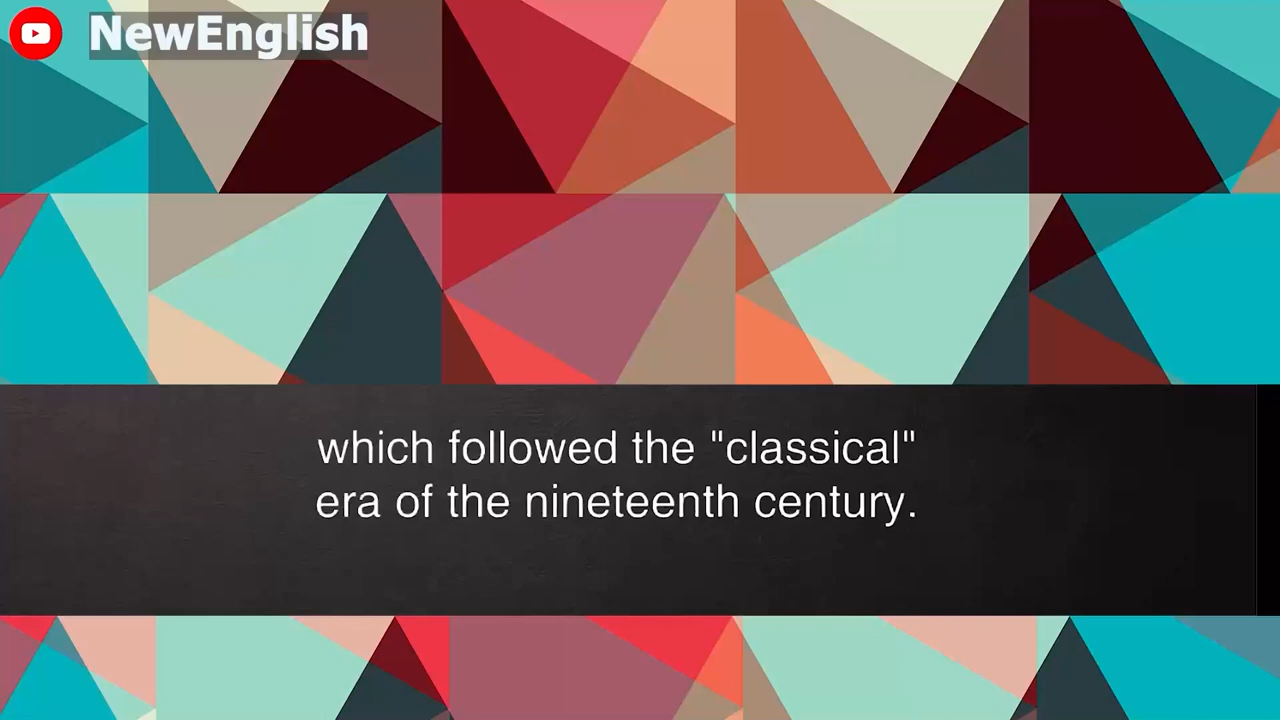 NewEnglish
which followed the "classical"
era of the nineteenth century.